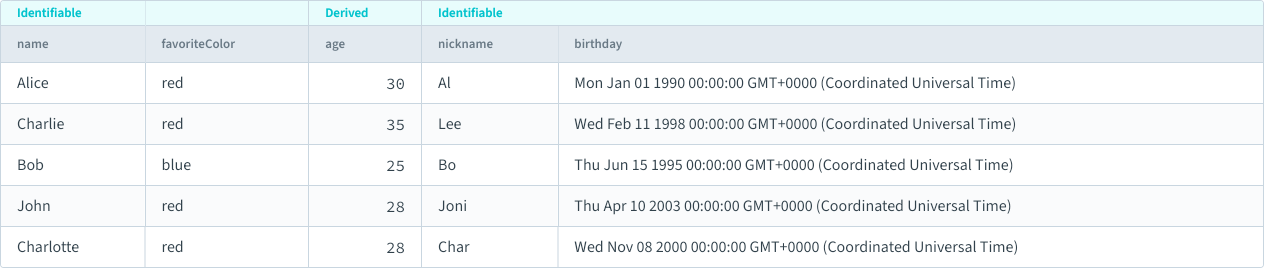 Identifiable Derived Identifiable
name favoriteColor age nickname birthday
Alice red 30 Al Mon Jan 01 1990 00:00:00 GMT+0000 (Coordinated Universal Time)
Charlie red 35 Lee Wed Feb 11 1998 00:00:00 GMT+0000 (Coordinated Universal Time)
Bob blue 25 Bo Thu Jun 15 1995 00:00:00 GMT+0000 (Coordinated Universal Time)
John red 28 Joni Thu Apr 10 2003 00:00:00 GMT+0000 (Coordinated Universal Time)
Charlotte red 28 Char Wed Nov 08 2000 00:00:00 GMT+0000 (Coordinated Universal Time)